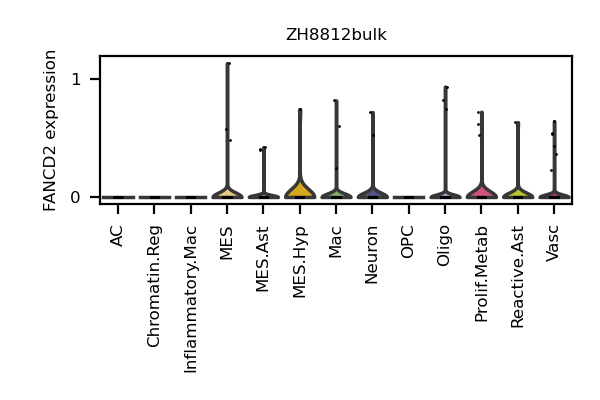 ZH8812bulk
FANCD2 expression
1
0
AC
Chromatin.Reg
Inflammatory.Mac
MES
MES.Ast
MES.Hyp
Mac
Neuron
OPC
Oligo
Prolif.Metab
Reactive.Ast
Vasc